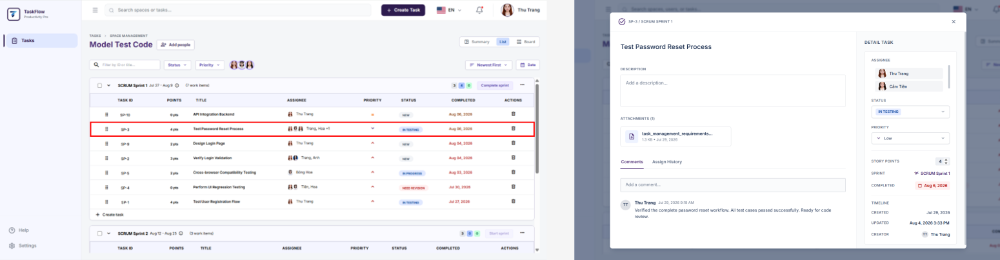 TaskFlow
Productivity Pro
Search spaces or tasks...
+ Create Task
EN
Thu Trang
Tasks
TASKS > SPACE MANAGEMENT
Model Test Code
Add people
Summary
List
Board
Filter by ID or title...
Status
Priority
Newest First
Date
SCRUM Sprint 1 Jul 27 - Aug 8 (7 work items)
3 4 0
Complete sprint
TASK ID POINTS TITLE ASSIGNEE PRIORITY STATUS COMPLETED ACTIONS
SP-10 0 pts API Integration Backend Thu Trang NEW Aug 06, 2026
SP-3 4 pts Test Password Reset Process Trang, Hoa +1 IN TESTING Aug 06, 2026
SP-9 2 pts Design Login Page Thu Trang NEW Aug 04, 2026
SP-2 3 pts Verify Login Validation Trang, Anh NEW Aug 04, 2026
SP-5 2 pts Cross-browser Compatibility Testing Bông Hoa IN PROGRESS Aug 03, 2026
SP-4 0 pts Perform UI Regression Testing Tiên, Hoa NEED REVISION Jul 30, 2026
SP-1 4 pts Test User Registration Flow Thu Trang IN TESTING Jul 27, 2026
+ Create task
SCRUM Sprint 2 Aug 12 - Aug 25 (3 work items)
3 0 0
Start sprint
TASK ID POINTS TITLE ASSIGNEE PRIORITY STATUS COMPLETED ACTIONS
Help
Settings
SP-3 / SCRUM SPRINT 1
Test Password Reset Process
DESCRIPTION
Add a description...
ATTACHMENTS (1)
task_management_requirements...
1.3 KB • Jul 29, 2026
Comments
Assign History
Add a comment...
TT
Thu Trang Jul 29, 2026 9:19 AM
Verified the complete password reset workflow. All test cases passed successfully. Ready for code
review.
DETAIL TASK
ASSIGNEE
Thu Trang
Cẩm Tiên
STATUS
IN TESTING
PRIORITY
Low
STORY POINTS 4
SPRINT SCRUM Sprint 1
COMPLETED Aug 6, 2026
TIMELINE
CREATED Jul 29, 2026
UPDATED Aug 4, 2026 3:33 PM
CREATOR TT Thu Trang